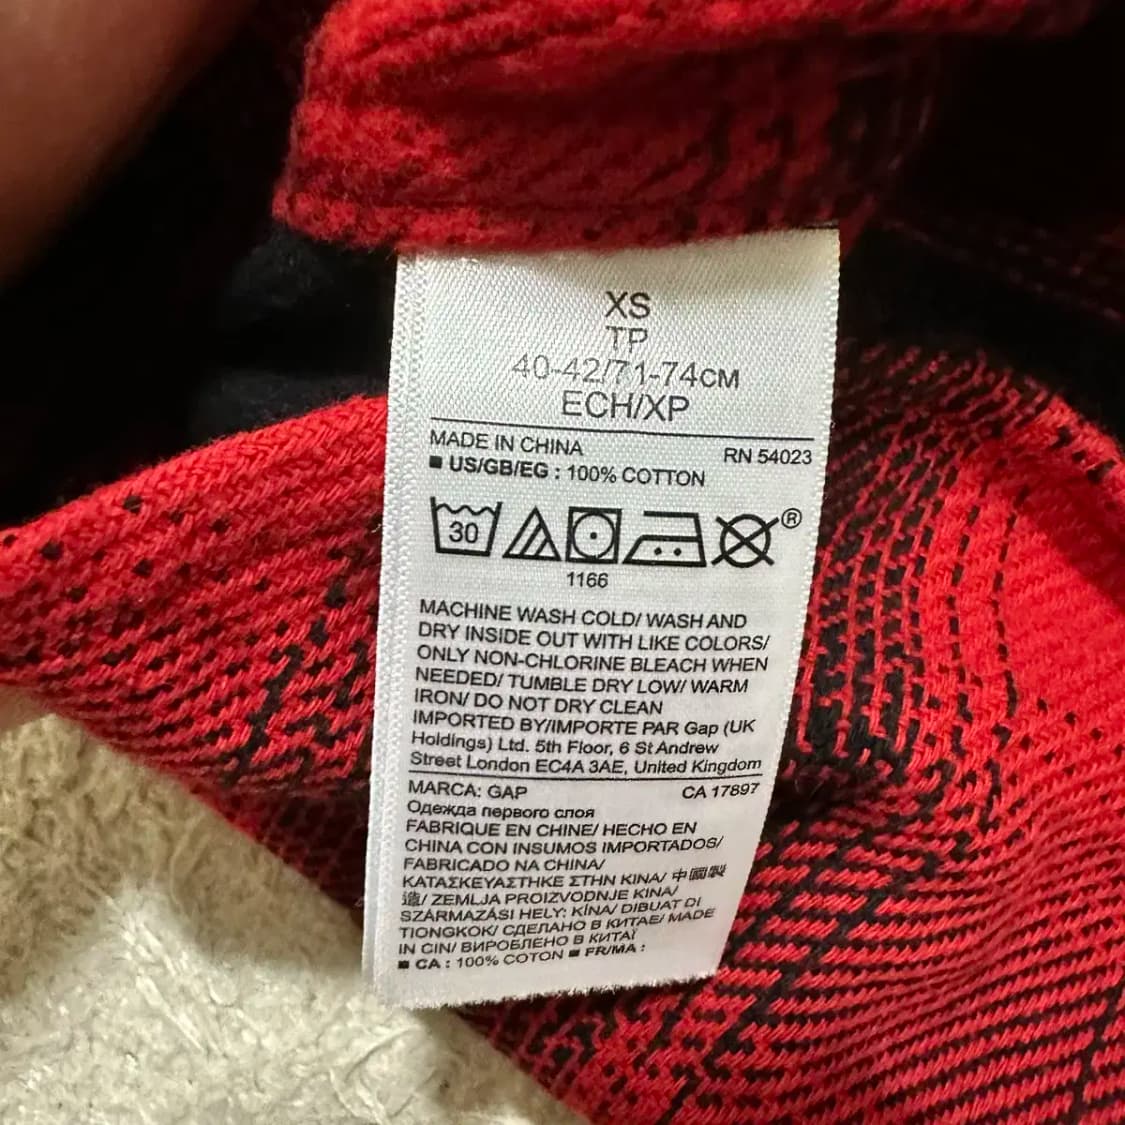 XS
TP
40-42/71-74CM
ECH/XP
MADE IN CHINA RN 54023
■ US/GB/EG : 100% COTTON
30 ®
1166
MACHINE WASH COLD/ WASH AND
DRY INSIDE OUT WITH LIKE COLORS/
ONLY NON-CHLORINE BLEACH WHEN
NEEDED/ TUMBLE DRY LOW/ WARM
IRON/ DO NOT DRY CLEAN
IMPORTED BY/IMPORTE PAR Gap (UK
Holdings) Ltd. 5th Floor, 6 St Andrew
Street London EC4A 3AE, United Kingdom
MARCA: GAP CA 17897
Одежда первого слоя
FABRIQUE EN CHINE/ HECHO EN
CHINA CON INSUMOS IMPORTADOS/
FABRICADO NA CHINA/
ΚΑΤΑΣΚΕΥΑΣΤΗΚΕ ΣΤΗΝ ΚΙΝΑ/ 中國製
造/ ZEMLJA PROIZVODNJE KINA/
SZÁRMAZÁSI HELY: KÍNA/ DIBUAT DI
TIONGKOK/ СДЕЛАНО В КИТАЕ/ MADE
IN CIN/ ВИРОБЛЕНО В КИТАЇ
■ CA : 100% COTON ■ FR/MA :